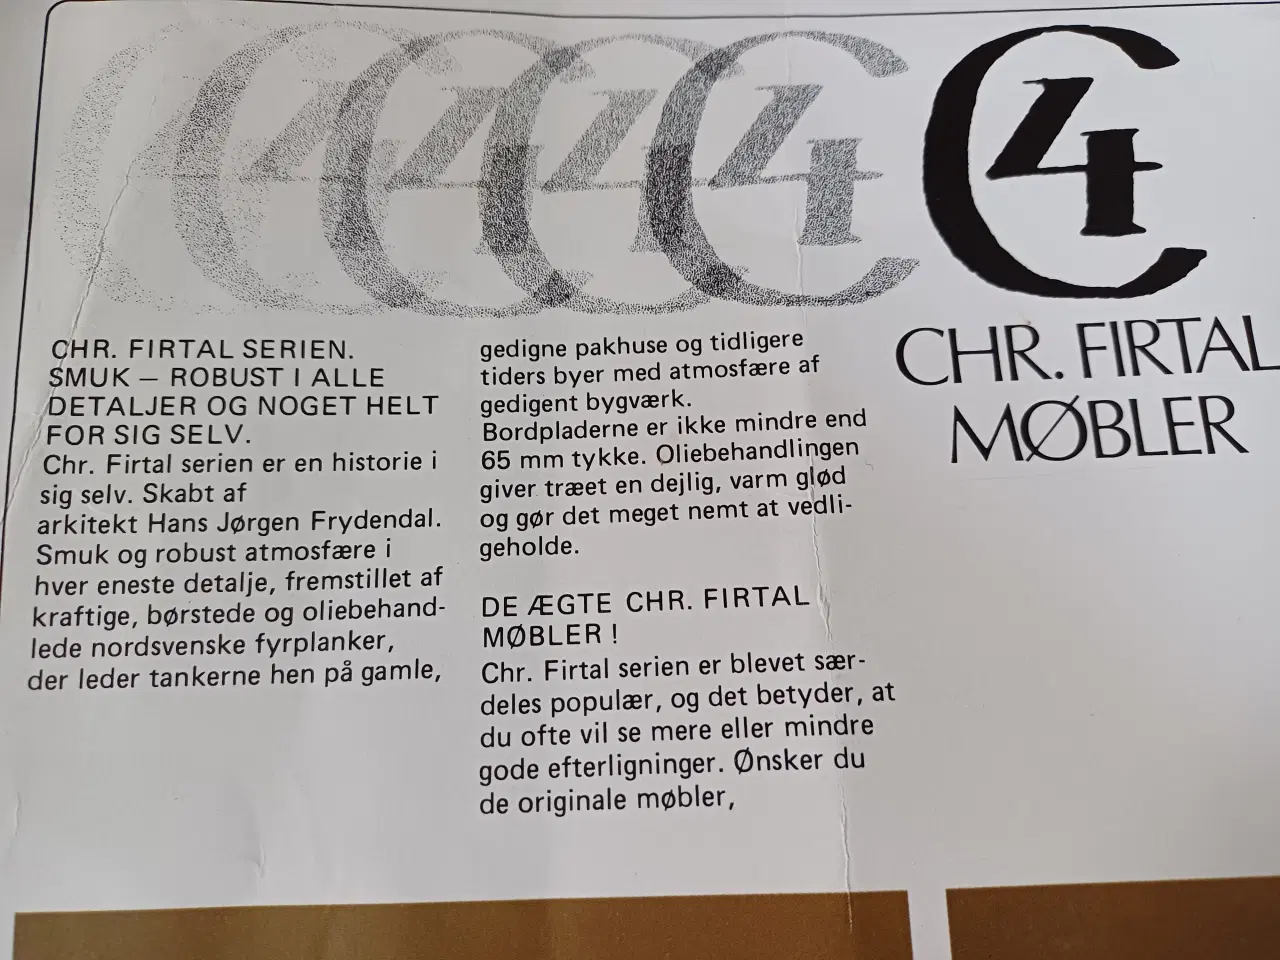 C4
CHR. FIRTAL
MØBLER
CHR. FIRTAL SERIEN.
SMUK – ROBUST I ALLE
DETALJER OG NOGET HELT
FOR SIG SELV.
Chr. Firtal serien er en historie i
sig selv. Skabt af
arkitekt Hans Jørgen Frydendal.
Smuk og robust atmosfære i
hver eneste detalje, fremstillet af
kraftige, børstede og oliebehand-
lede nordsvenske fyrplanker,
der leder tankerne hen på gamle,
gedigne pakhuse og tidligere
tiders byer med atmosfære af
gedigent bygværk.
Bordpladerne er ikke mindre end
65 mm tykke. Oliebehandlingen
giver træet en dejlig, varm glød
og gør det meget nemt at vedli-
geholde.
DE ÆGTE CHR. FIRTAL
MØBLER !
Chr. Firtal serien er blevet sær-
deles populær, og det betyder, at
du ofte vil se mere eller mindre
gode efterligninger. Ønsker du
de originale møbler,